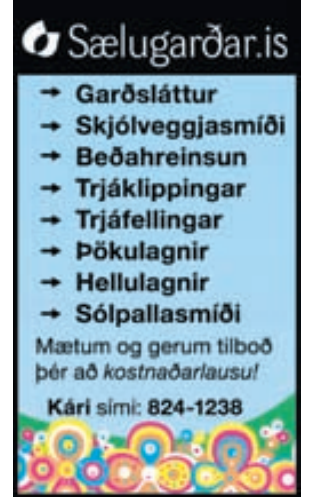 Sælugarðar.is
→ Garðsláttur
→ Skjólveggjasmíði
→ Beðahreinsun
→ Trjáklippingar
→ Trjáfellingar
→ Þökulagnir
→ Hellulagnir
→ Sólpallasmíði
Mætum og gerum tilboð
þér að kostnaðarlausu!
Kári sími: 824-1238